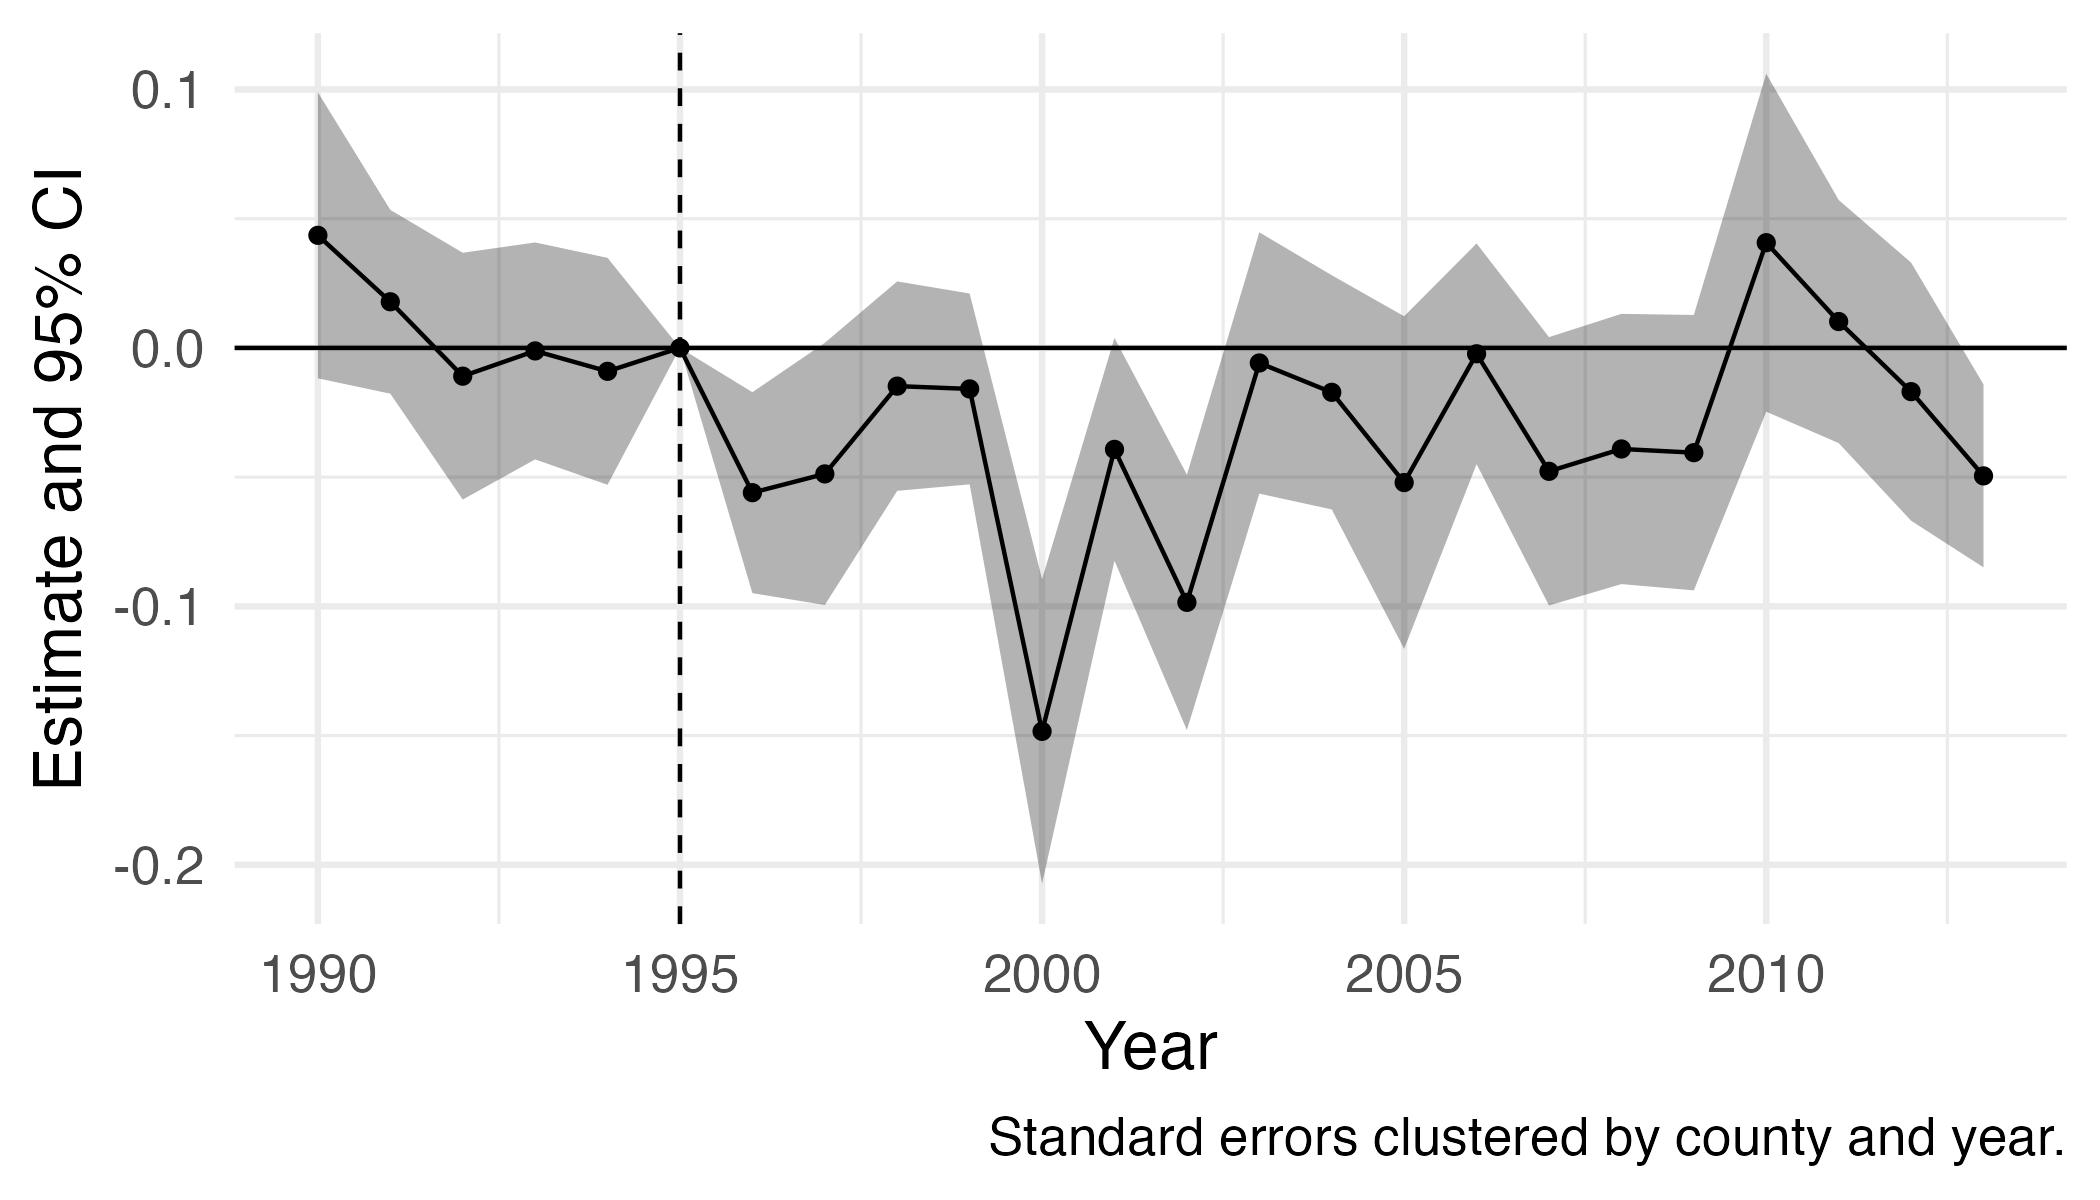 Estimate and 95% CI
0.1
0.0
-0.1
-0.2
1990 1995 2000 2005 2010
Year
Standard errors clustered by county and year.